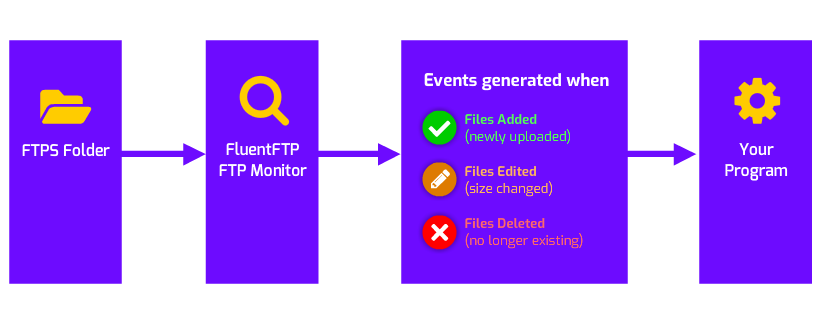 FTPS Folder
FluentFTP
FTP Monitor
Events generated when
Files Added
(newly uploaded)
Files Edited
(size changed)
Files Deleted
(no longer existing)
Your
Program